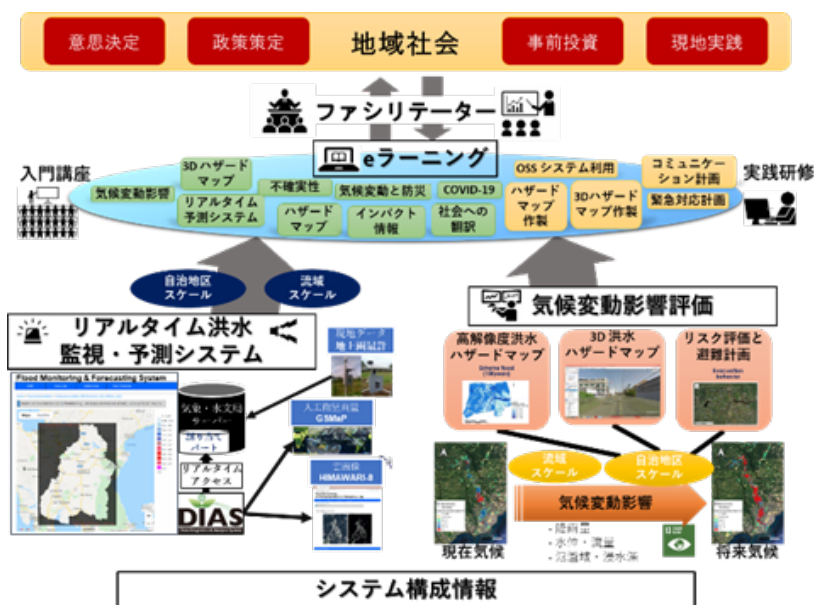 意思決定
政策策定
地域社会
事前投資
現地実践
ファシリテーター
eラーニング
入門講座
実践研修
気候変動影響
3Dハザード
マップ
リアルタイム
予測システム
不確実性
ハザード
マップ
気候変動と防災
インパクト
情報
COVID-19
社会への
翻訳
OSS システム利用
ハザード
マップ
作製
3Dハザード
マップ作製
コミュニケー
ション計画
緊急対応計画
自治地区
スケール
流域
スケール
リアルタイム洪水
監視・予測システム
Flood Monitoring & Forecasting System
気象・水文局
リアルタイム
アクセス
DIAS
現地データ
地上雨量計
GSMaP
HIMAWARI-8
気候変動影響評価
高解像度洪水
ハザードマップ
3D 洪水
ハザードマップ
リスク評価と
避難計画
Evacuation
behavior
流域
スケール
自治地区
スケール
気候変動影響
- 降雨量
- 水位・流量
- 氾濫域・浸水深
現在気候
将来気候
システム構成情報